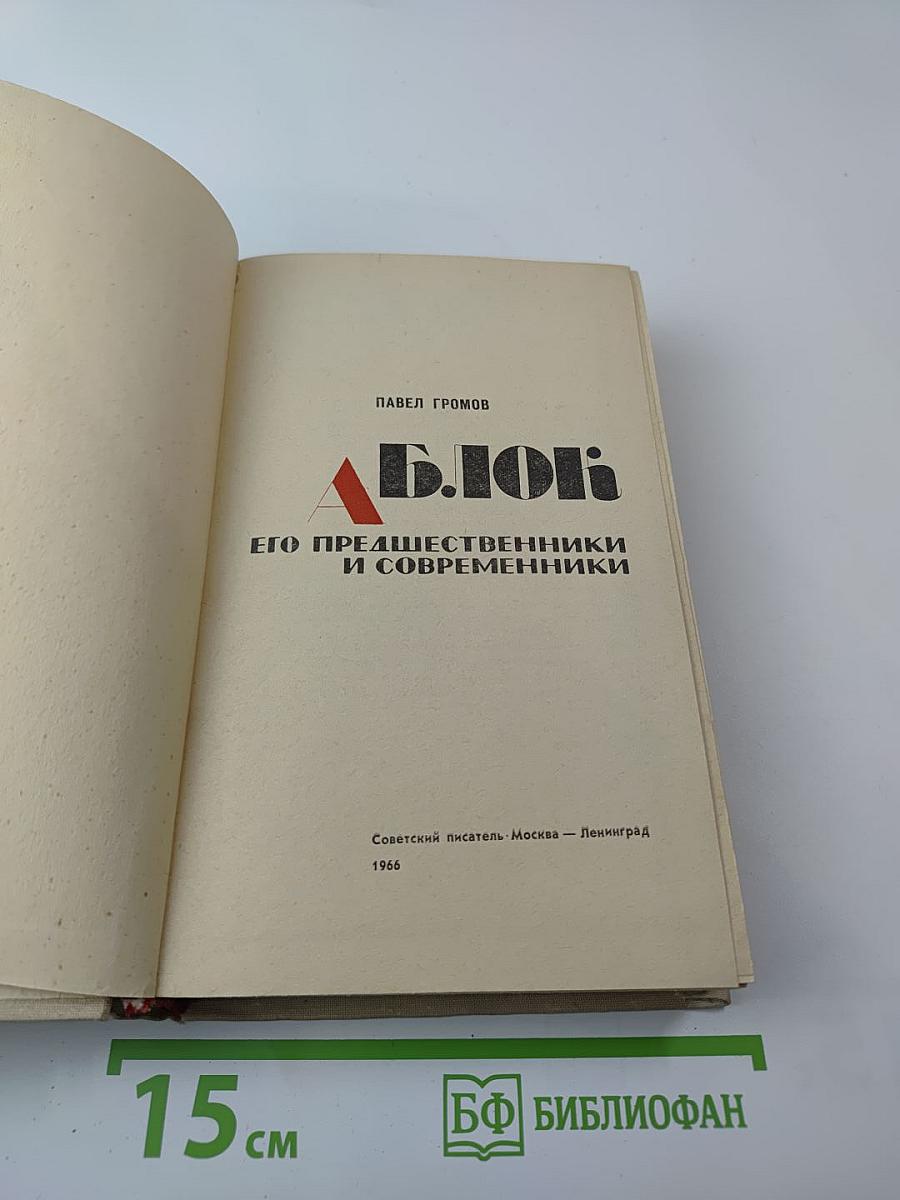 ПАВЕЛ ГРОМОВ
А БЛОК
ЕГО ПРЕДШЕСТВЕННИКИ
И СОВРЕМЕННИКИ
Советский писатель · Москва — Ленинград
1966
15 см
БФ БИБЛИОФАН